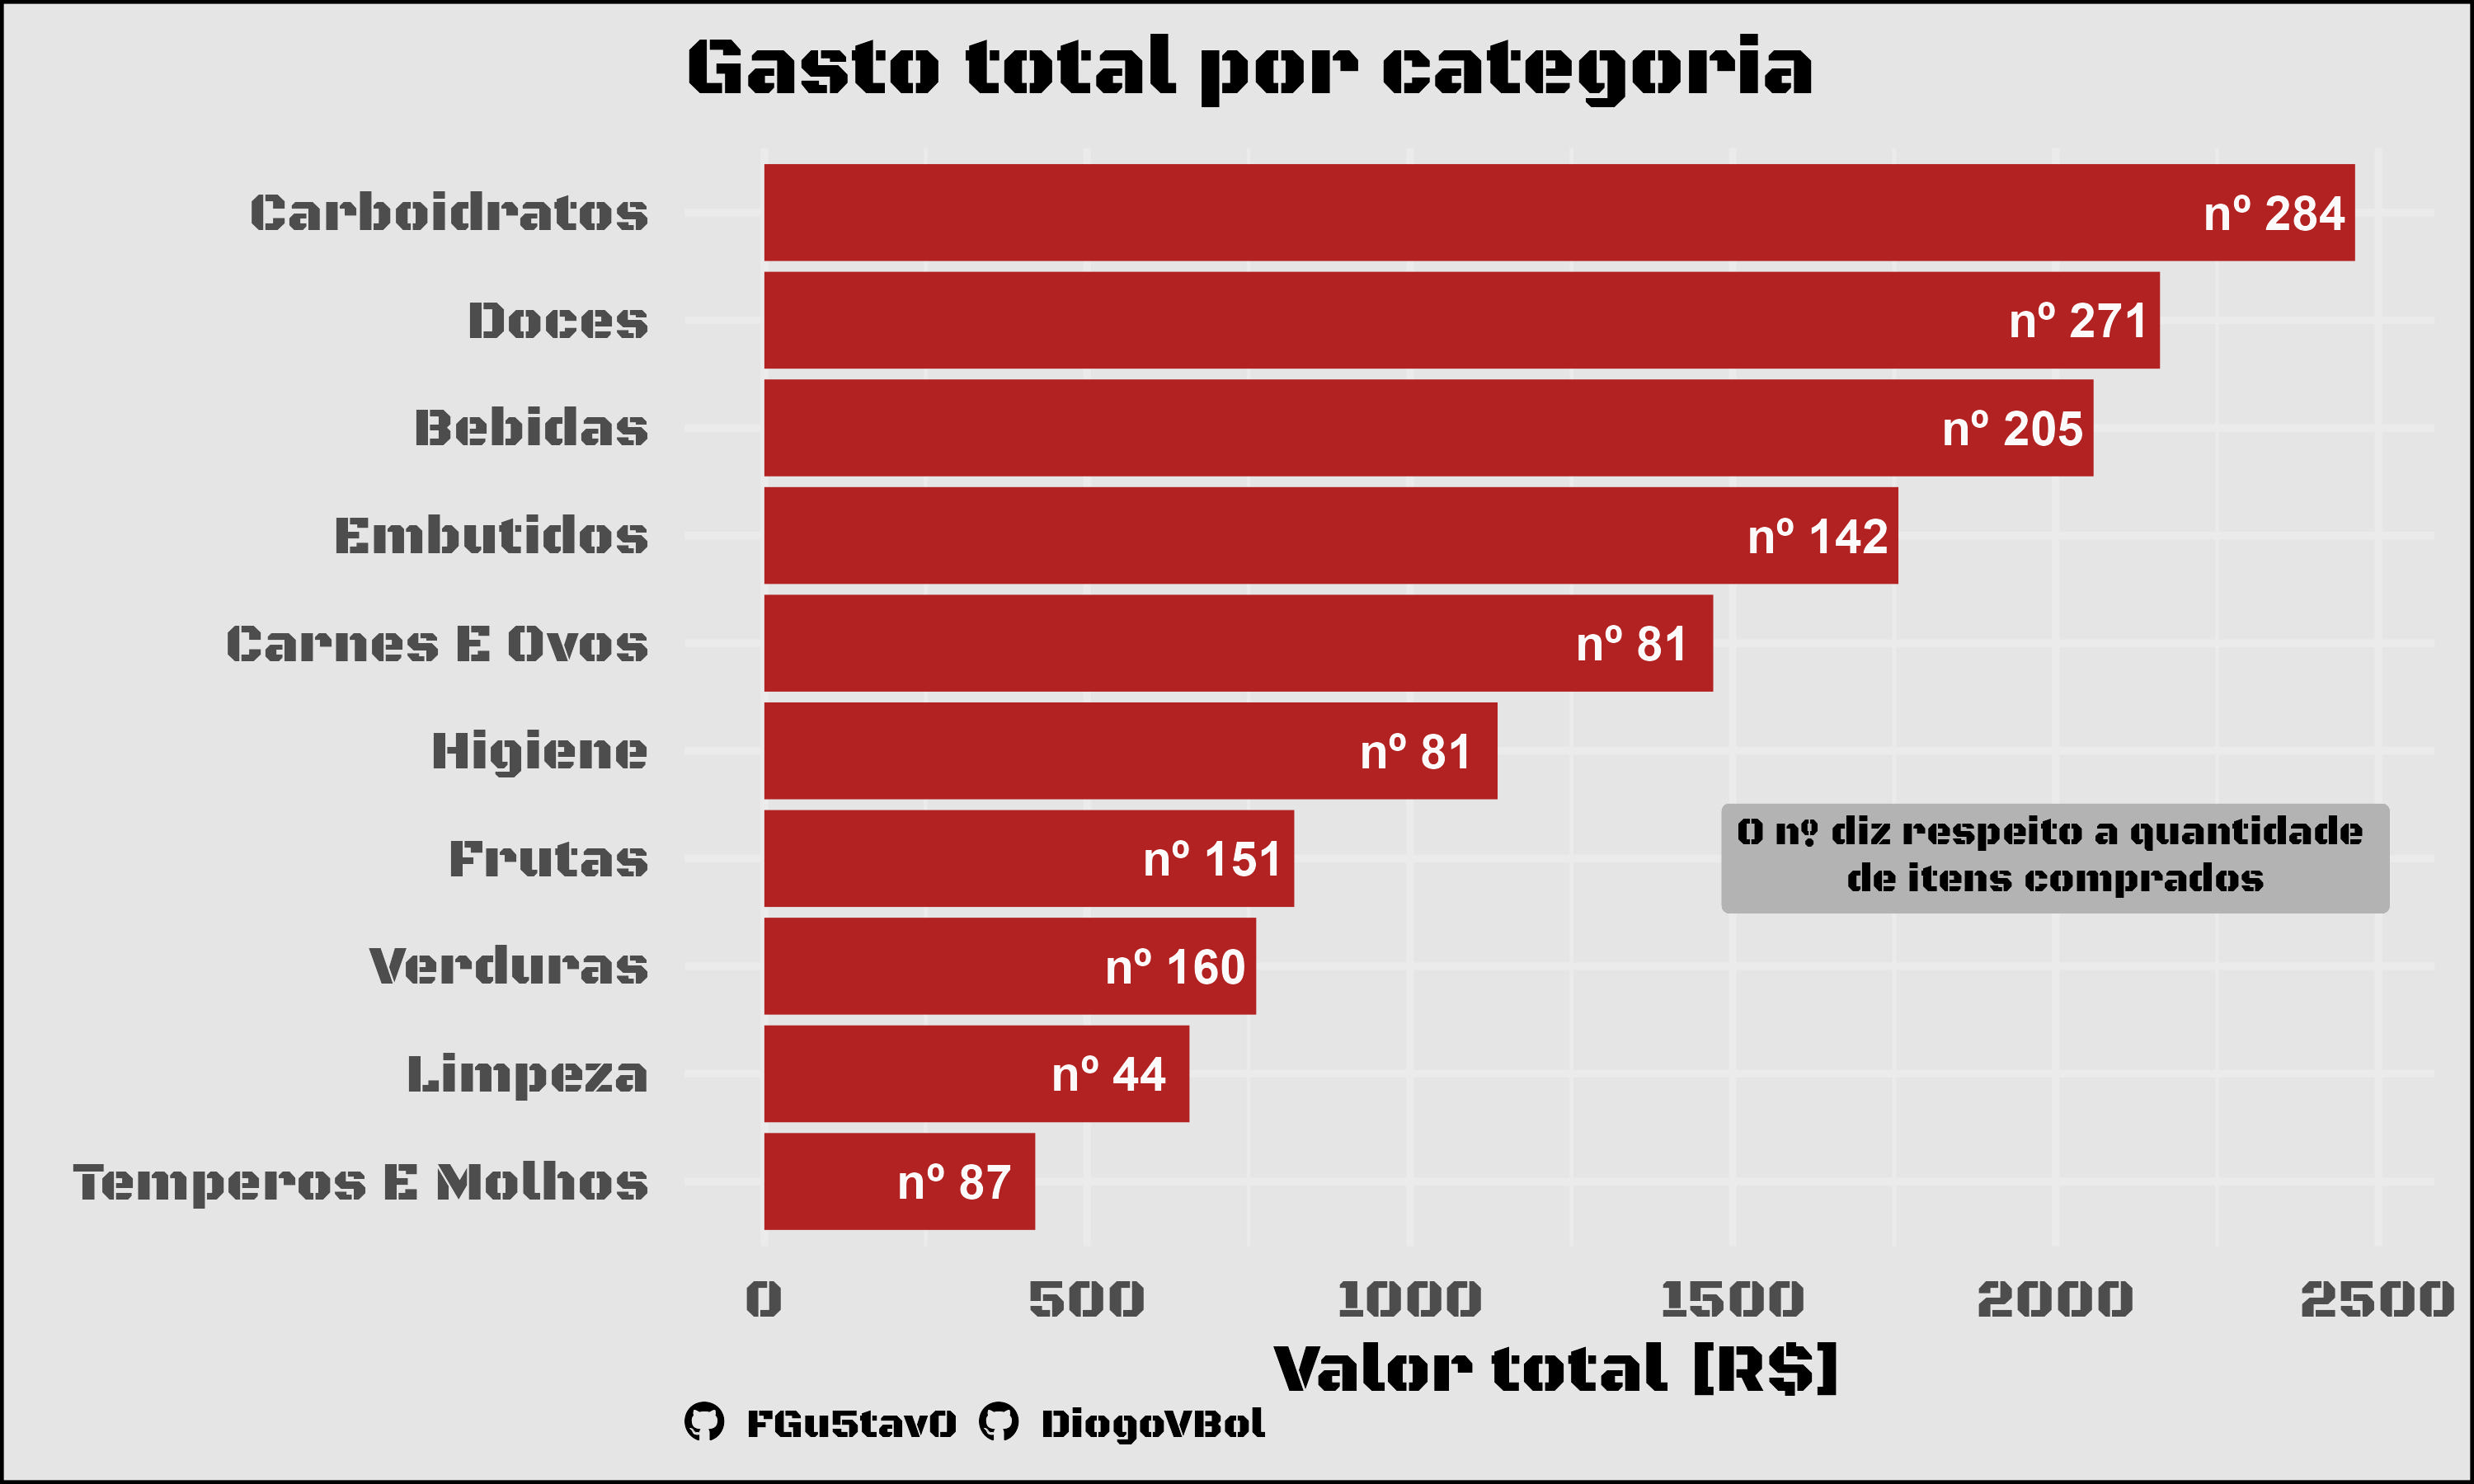 Gasto total por categoria
Carboidratos
nº 284
Doces
nº 271
Bebidas
nº 205
Embutidos
nº 142
Carnes E Ovos
nº 81
Higiene
nº 81
Frutas
nº 151
O nº diz respeito a quantidade
de itens comprados
Verduras
nº 160
Limpeza
nº 44
Temperos E Molhos
nº 87
0 500 1000 1500 2000 2500
Valor total [R$]
FGu5tav0 DiogoVBol